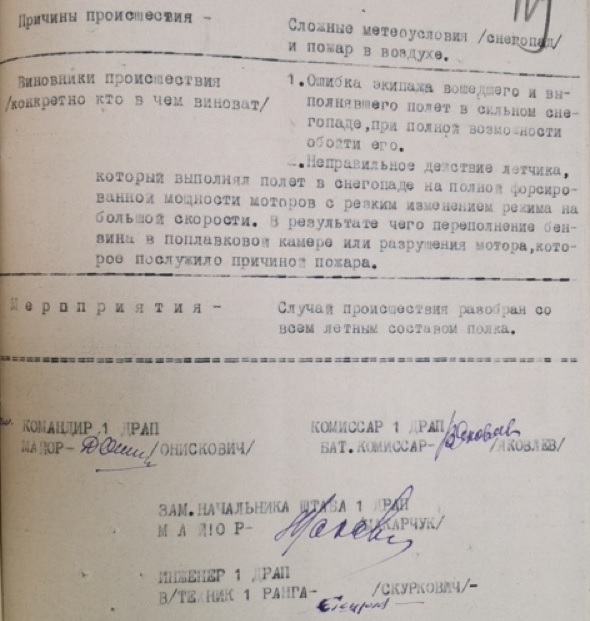 Причины происшествия - Сложные метеоусловия /снегопад/
и пожар в воздухе.
Виновники происшествия
/конкретно кто в чем виноват/
1. Ошибка экипажа вошедшего и вы-
полнявшего полет в сильном сне-
гопаде, при полной возможности
обойти его.
Неправильное действие летчика,
который выполнял полет в снегопаде на полной форсиро-
ванной мощности моторов с резким изменением режима на
большой скорости. В результате чего переполнение бен-
зина в поплавковой камере или разрушения мотора, кото-
рое послужило причиной пожара.
Мероприятия - Случай происшествия разобран со
всем летным составом полка.
КОМАНДИР 1 ДРАП
МАЙОР- /ОНИСКОВИЧ/
КОМИССАР 1 ДРАП
БАТ.КОМИССАР- /ЯКОВЛЕВ/
ЗАМ.НАЧАЛЬНИКА ШТАБА 1 ДРАП
МАЙОР-
ИНЖЕНЕР 1 ДРАП
В/ТЕХНИК 1 РАНГА- /СКУРКОВИЧ/-